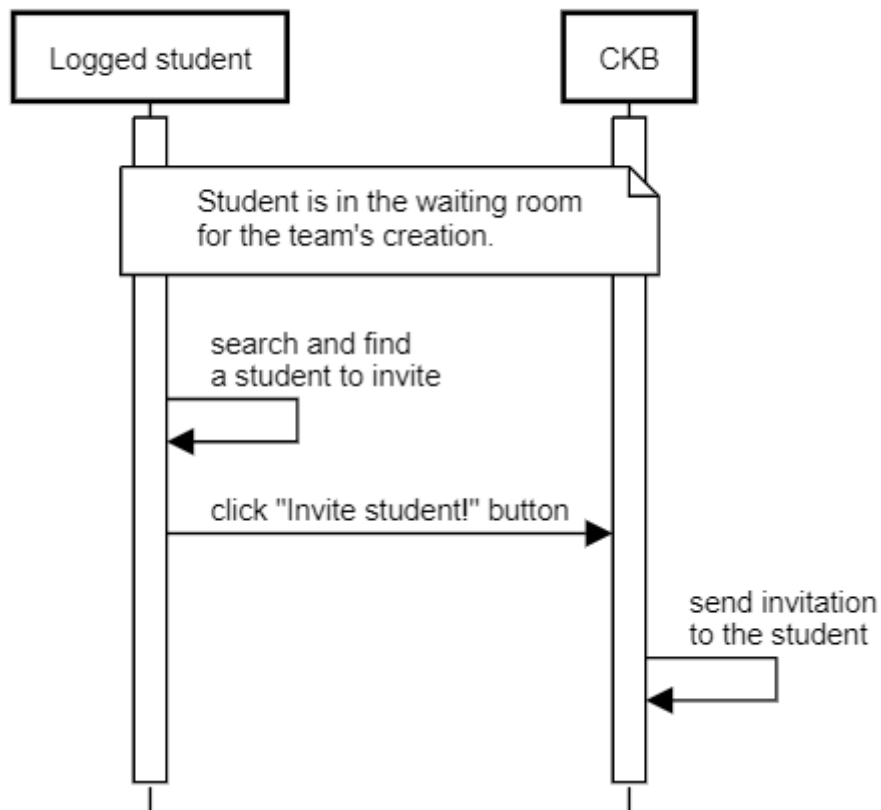 Logged student
CKB
Student is in the waiting room
for the team's creation.
search and find
a student to invite
click "Invite student!" button
send invitation
to the student